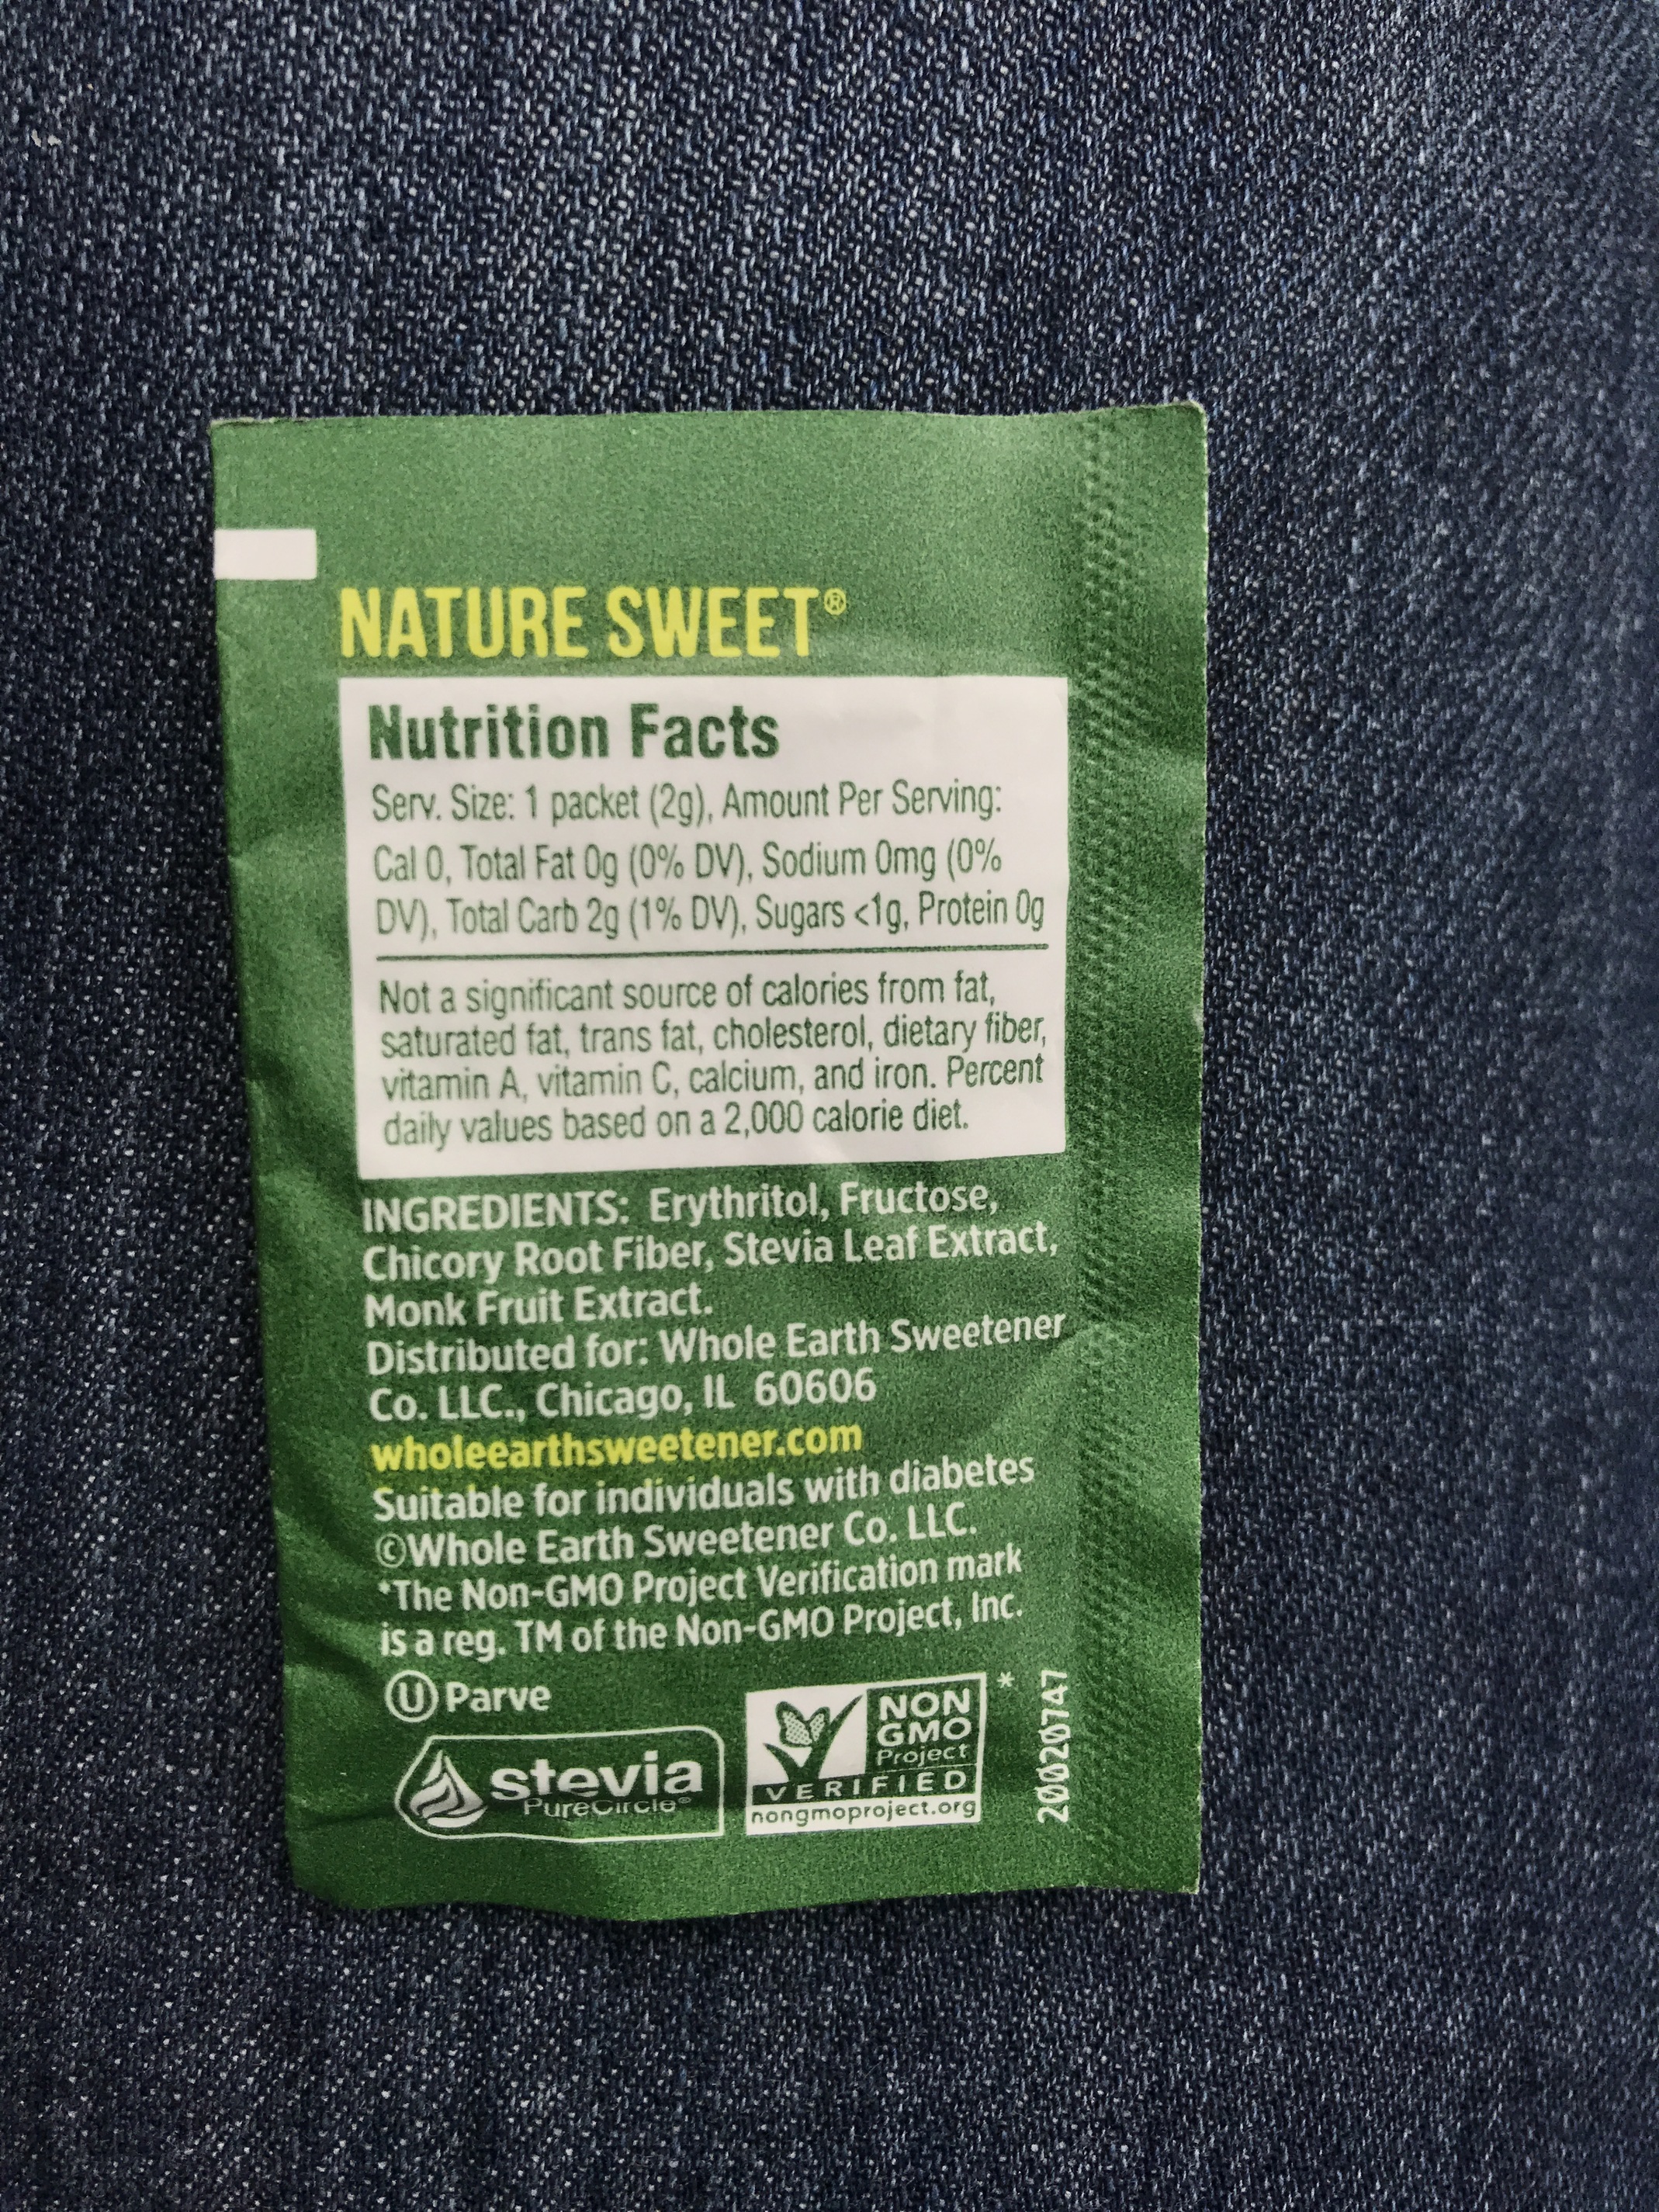 NATURE SWEET®
Nutrition Facts
Serv. Size: 1 packet (2g), Amount Per Serving:
Cal 0, Total Fat 0g (0% DV), Sodium 0mg (0%
DV), Total Carb 2g (1% DV), Sugars <1g, Protein 0g
Not a significant source of calories from fat,
saturated fat, trans fat, cholesterol, dietary fiber,
vitamin A, vitamin C, calcium, and iron. Percent
daily values based on a 2,000 calorie diet.
INGREDIENTS: Erythritol, Fructose,
Chicory Root Fiber, Stevia Leaf Extract,
Monk Fruit Extract.
Distributed for: Whole Earth Sweetener
Co. LLC., Chicago, IL 60606
wholeearthsweetener.com
Suitable for individuals with diabetes
©Whole Earth Sweetener Co. LLC.
*The Non-GMO Project Verification mark
is a reg. TM of the Non-GMO Project, Inc.
Ⓤ Parve
stevia
PureCircle®
NON
GMO
Project
VERIFIED
nongmoproject.org
*
20020747